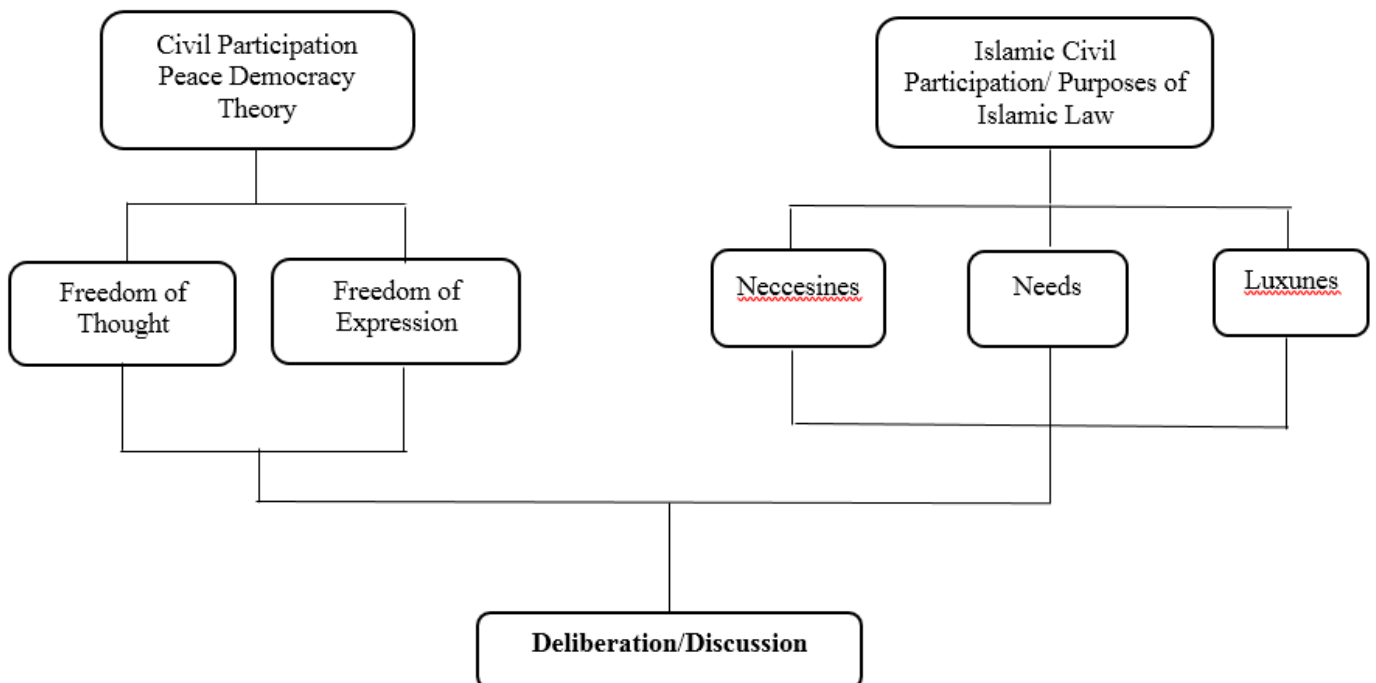 Civil Participation
Peace Democracy
Theory
Islamic Civil
Participation/ Purposes of
Islamic Law
Freedom of
Thought
Freedom of
Expression
Neccesines
Needs
Luxunes
Deliberation/Discussion